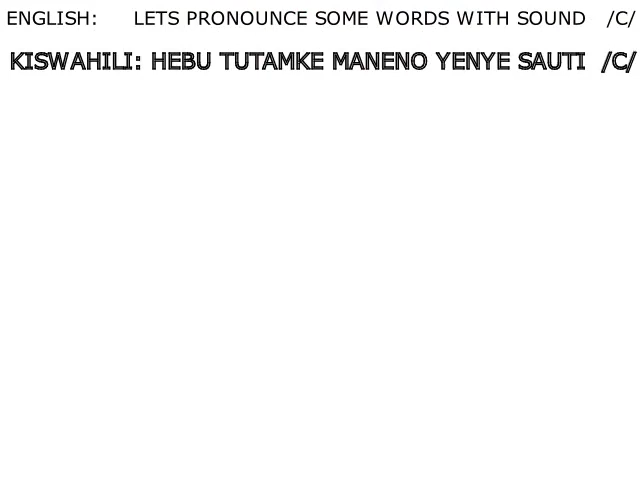 ENGLISH: LETS PRONOUNCE SOME WORDS WITH SOUND /C/
KISWAHILI: HEBU TUTAMKE MANENO YENYE SAUTI /C/